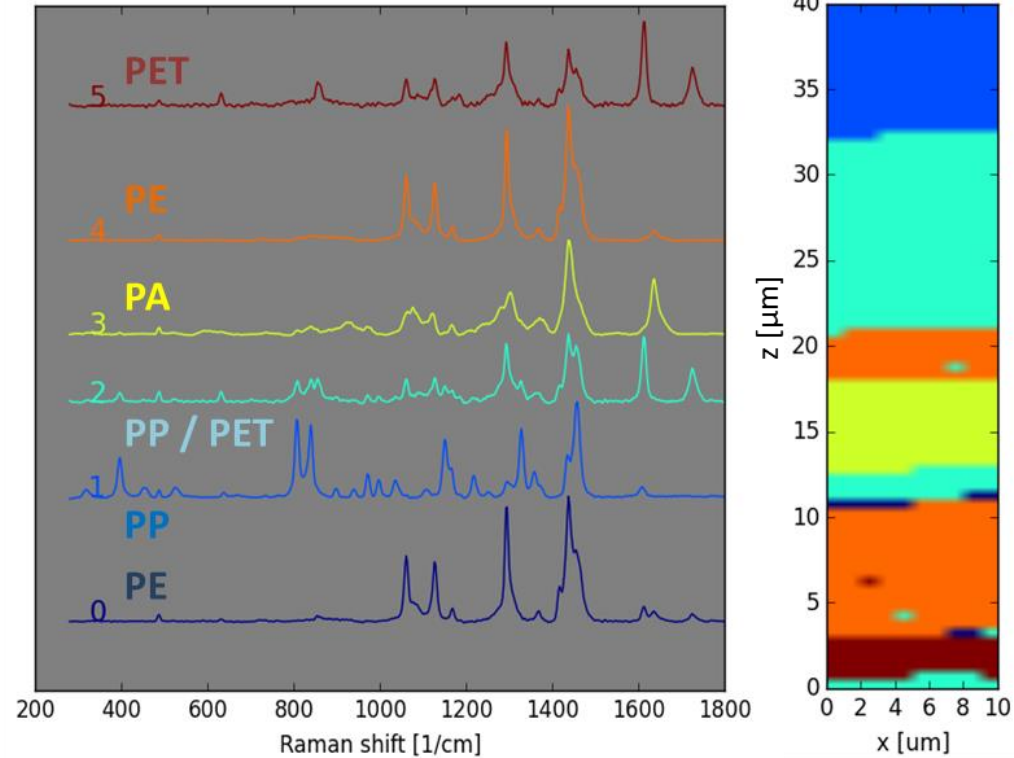 PET
5
PE
4
PA
3
2
PP / PET
1
PP
PE
0
200 400 600 800 1000 1200 1400 1600 1800
Raman shift [1/cm]
40
35
30
25
20
15
10
5
0
z [μm]
0 2 4 6 8 10
x [um]